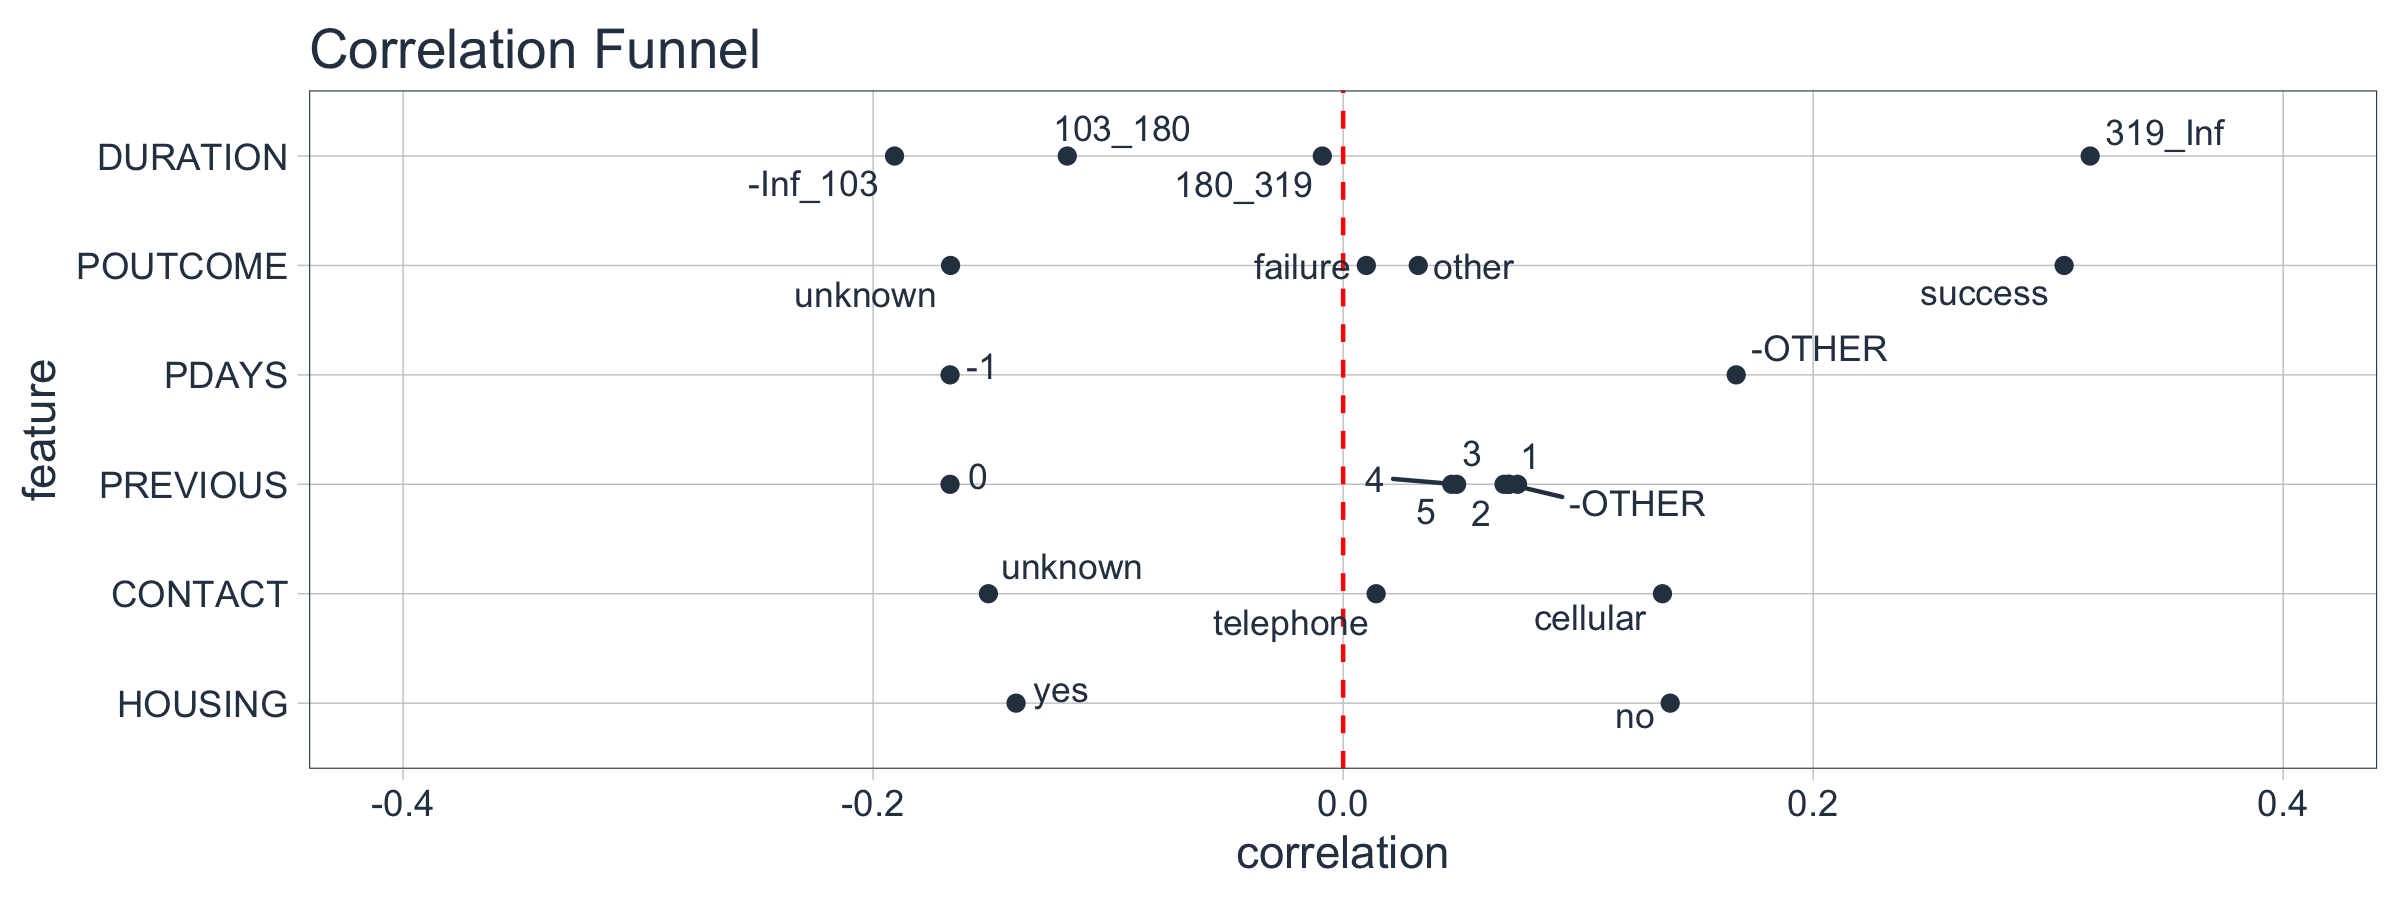 Correlation Funnel
DURATION
-Inf_103
103_180
180_319
319_Inf
POUTCOME
unknown
failure
other
success
PDAYS
-1
-OTHER
PREVIOUS
0
4
5
3
2
1
-OTHER
CONTACT
unknown
telephone
cellular
HOUSING
yes
no
feature
-0.4
-0.2
0.0
0.2
0.4
correlation